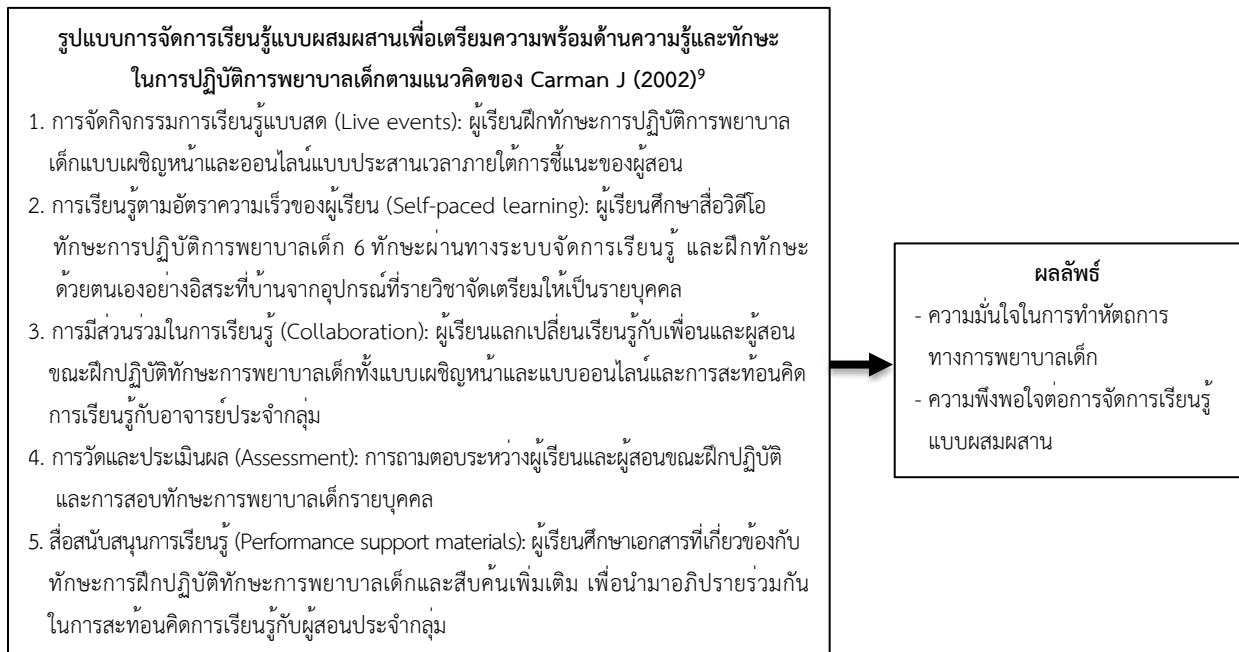 รูปแบบการจัดการเรียนรู้แบบผสมผสานเพื่อเตรียมความพร้อมด้านความรู้และทักษะ
ในการปฏิบัติการพยาบาลเด็กตามแนวคิดของ Carman J (2002)⁹
1. การจัดกิจกรรมการเรียนรู้แบบสด (Live events): ผู้เรียนฝึกทักษะการปฏิบัติการพยาบาล
เด็กแบบเผชิญหน้าและออนไลน์แบบประสานเวลาภายใต้การชี้แนะของผู้สอน
2. การเรียนรู้ตามอัตราความเร็วของผู้เรียน (Self-paced learning): ผู้เรียนศึกษาสื่อวิดีโอ
ทักษะการปฏิบัติการพยาบาลเด็ก 6 ทักษะผ่านทางระบบจัดการเรียนรู้ และฝึกทักษะ
ด้วยตนเองอย่างอิสระที่บ้านจากอุปกรณ์ที่รายวิชาจัดเตรียมให้เป็นรายบุคคล
3. การมีส่วนร่วมในการเรียนรู้ (Collaboration): ผู้เรียนแลกเปลี่ยนเรียนรู้กับเพื่อนและผู้สอน
ขณะฝึกปฏิบัติทักษะการพยาบาลเด็กทั้งแบบเผชิญหน้าและแบบออนไลน์และการสะท้อนคิด
การเรียนรู้กับอาจารย์ประจำกลุ่ม
4. การวัดและประเมินผล (Assessment): การถามตอบระหว่างผู้เรียนและผู้สอนขณะฝึกปฏิบัติ
และการสอบทักษะการพยาบาลเด็กรายบุคคล
5. สื่อสนับสนุนการเรียนรู้ (Performance support materials): ผู้เรียนศึกษาเอกสารที่เกี่ยวข้องกับ
ทักษะการฝึกปฏิบัติทักษะการพยาบาลเด็กและสืบค้นเพิ่มเติม เพื่อนำมาอภิปรายร่วมกัน
ในการสะท้อนคิดการเรียนรู้กับผู้สอนประจำกลุ่ม
ผลลัพธ์
- ความมั่นใจในการทำหัตถการ
ทางการพยาบาลเด็ก
- ความพึงพอใจต่อการจัดการเรียนรู้
แบบผสมผสาน